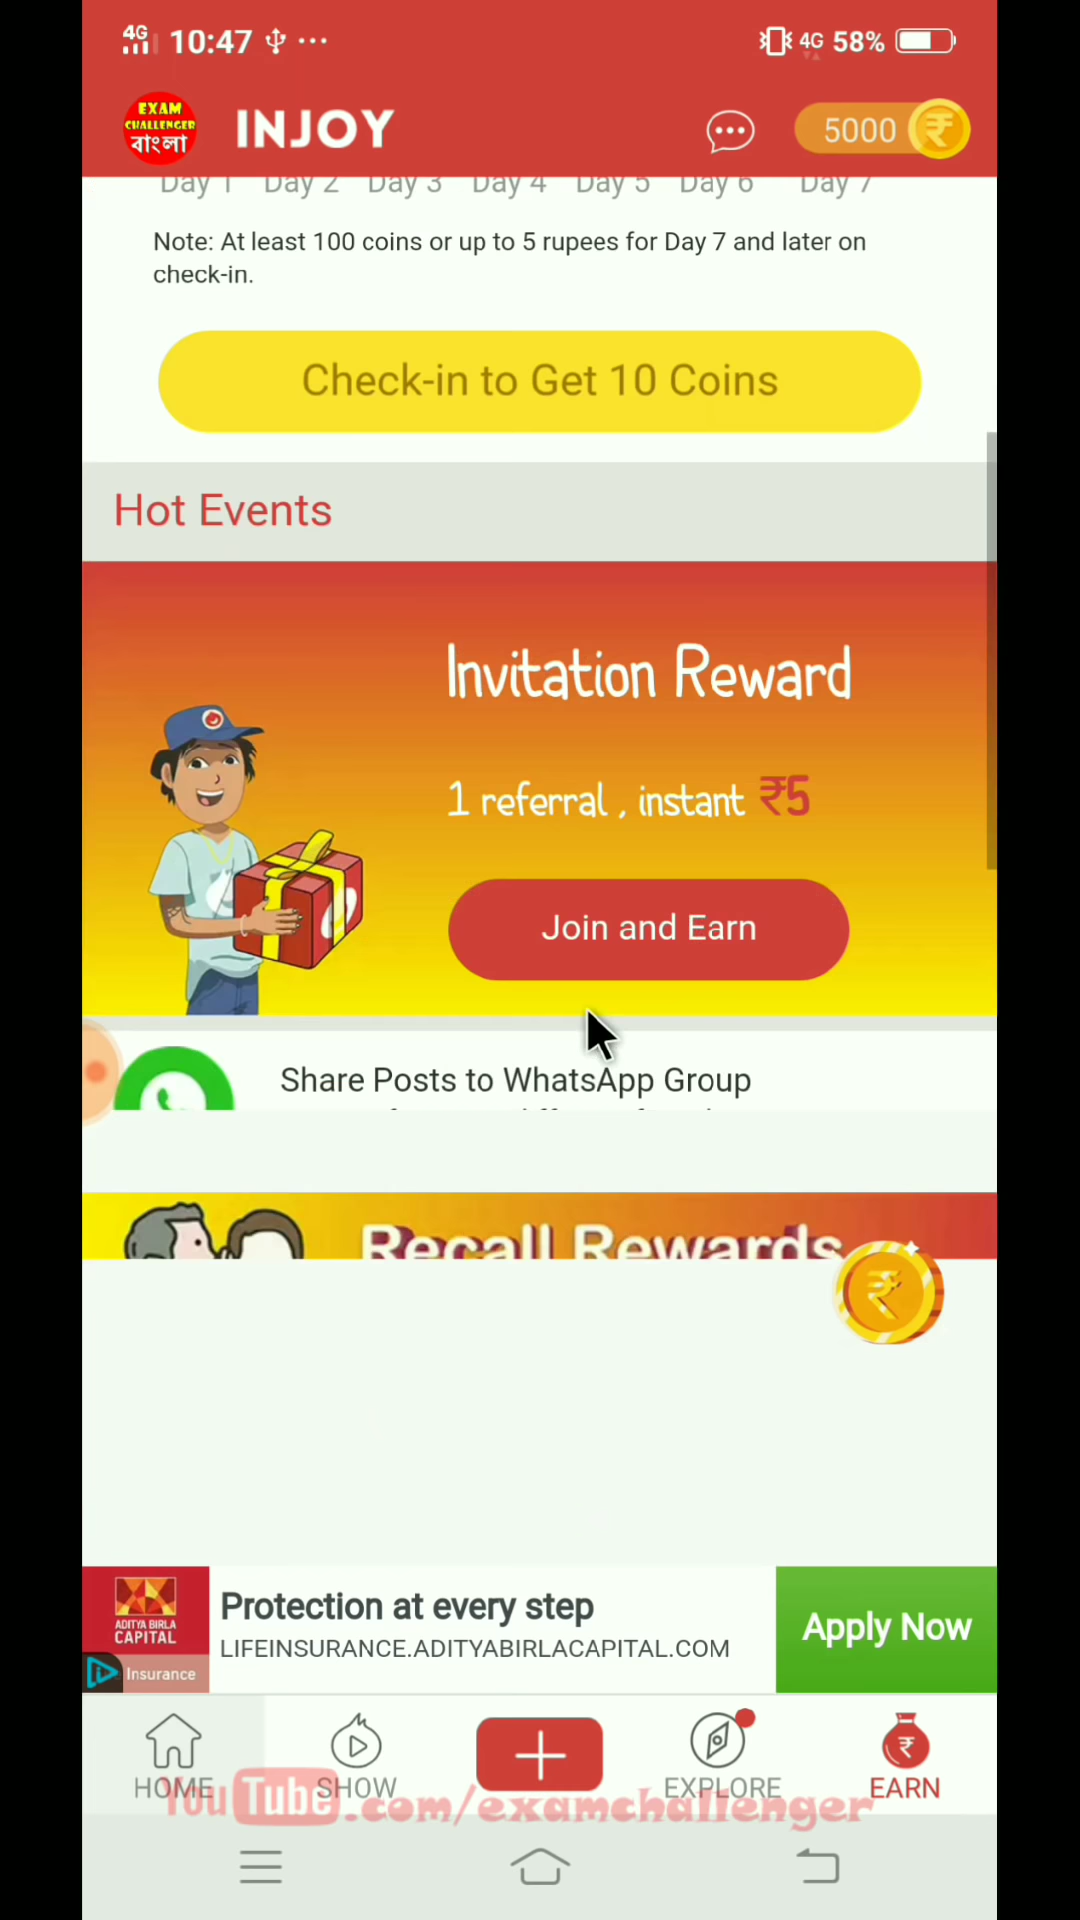 4G 10:47 4G 58%
EXAM
CHALLENGER
বাংলা
INJOY
5000
Day 1 Day 2 Day 3 Day 4 Day 5 Day 6 Day 7
Note: At least 100 coins or up to 5 rupees for Day 7 and later on
check-in.
Check-in to Get 10 Coins
Hot Events
Invitation Reward
1 referral , instant ₹5
Join and Earn
Share Posts to WhatsApp Group
Recall Rewards
ADITYA BIRLA
CAPITAL
Insurance
Protection at every step
LIFEINSURANCE.ADITYABIRLACAPITAL.COM
Apply Now
HOME SHOW EXPLORE EARN
YouTube.com/examchallenger